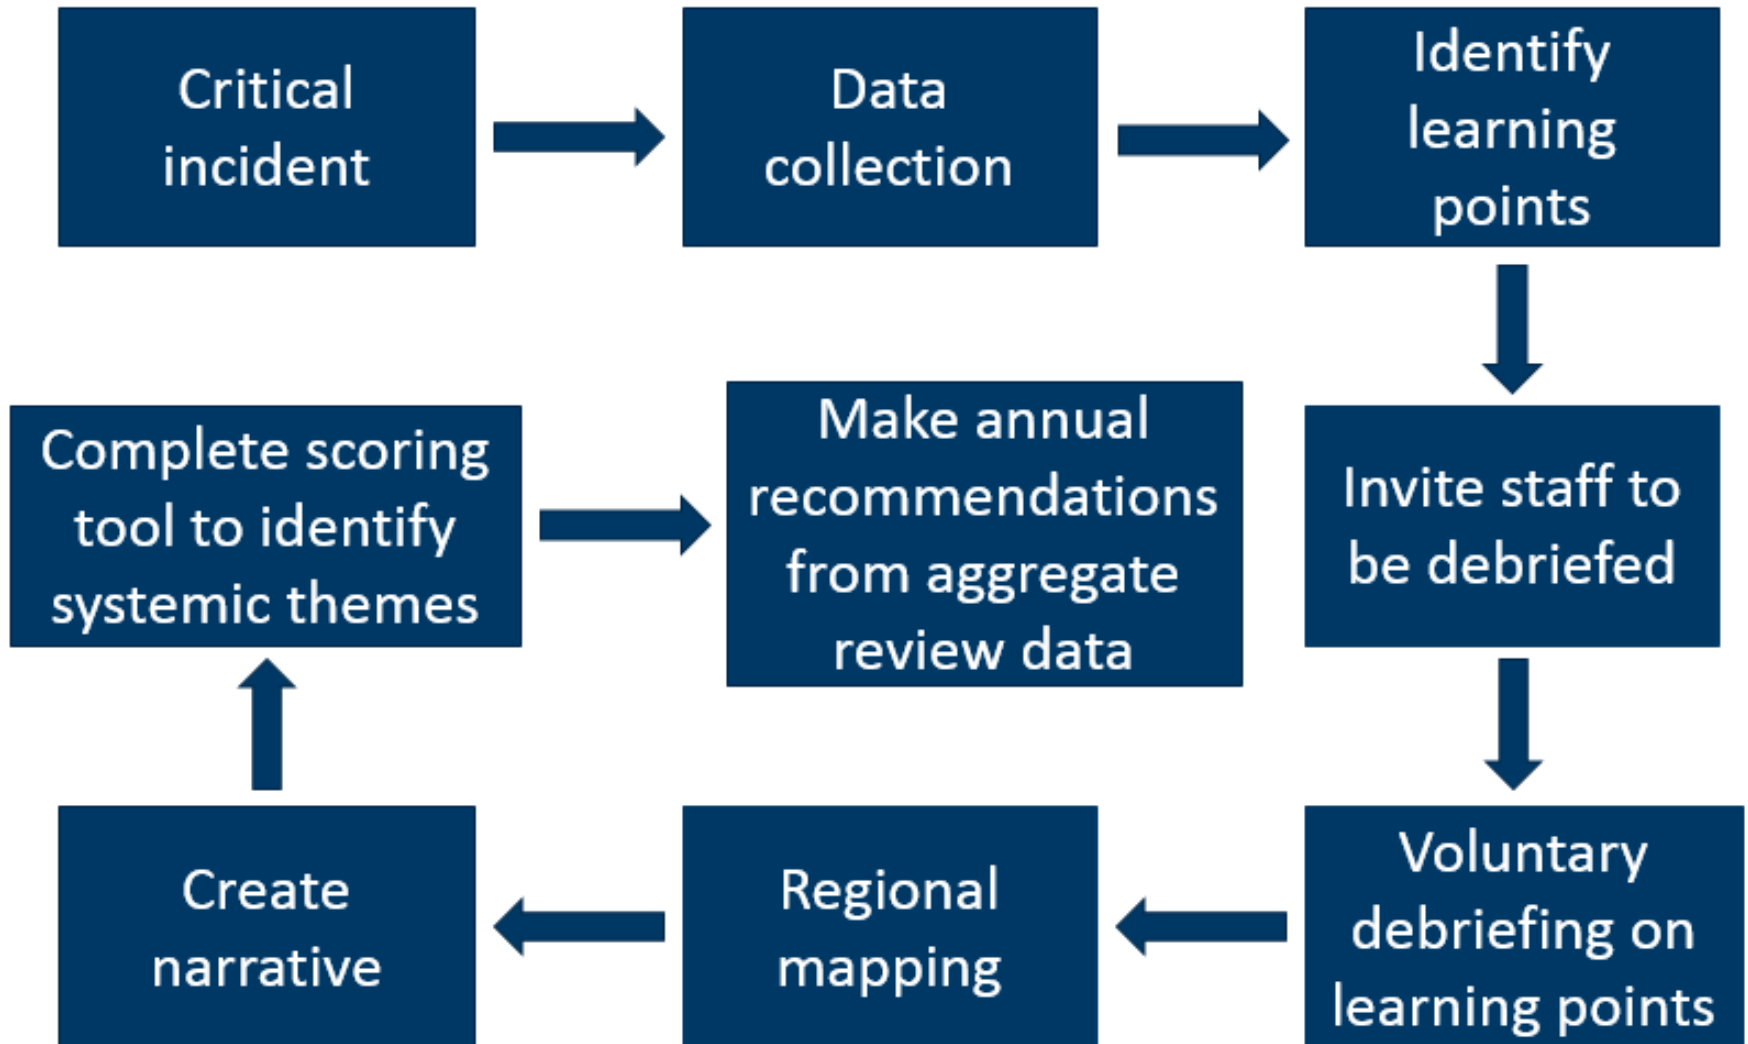 Critical
incident
Data
collection
Identify
learning
points
Invite staff to
be debriefed
Voluntary
debriefing on
learning points
Regional
mapping
Create
narrative
Complete scoring
tool to identify
systemic themes
Make annual
recommendations
from aggregate
review data